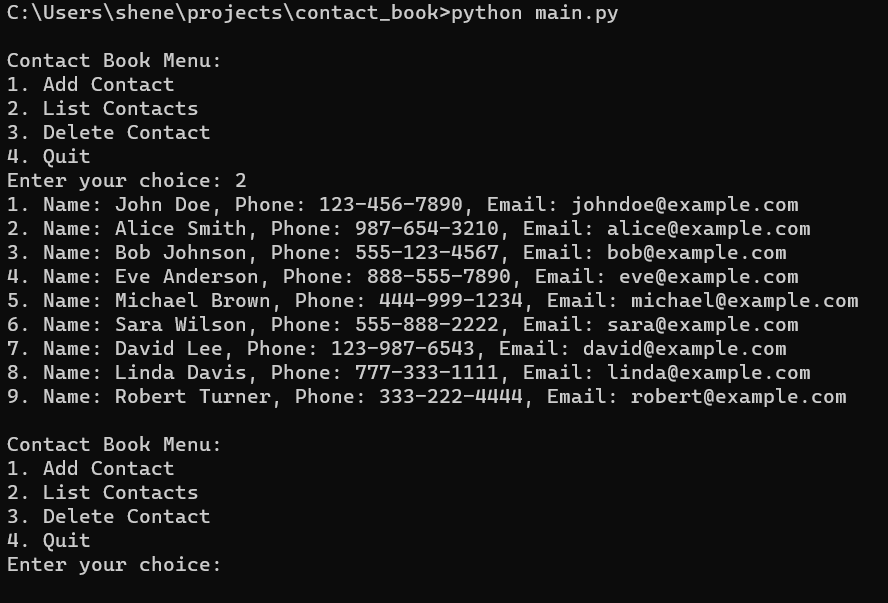 C:\Users\shene\projects\contact_book>python main.py
Contact Book Menu:
1. Add Contact
2. List Contacts
3. Delete Contact
4. Quit
Enter your choice: 2
1. Name: John Doe, Phone: 123-456-7890, Email: johndoe@example.com
2. Name: Alice Smith, Phone: 987-654-3210, Email: alice@example.com
3. Name: Bob Johnson, Phone: 555-123-4567, Email: bob@example.com
4. Name: Eve Anderson, Phone: 888-555-7890, Email: eve@example.com
5. Name: Michael Brown, Phone: 444-999-1234, Email: michael@example.com
6. Name: Sara Wilson, Phone: 555-888-2222, Email: sara@example.com
7. Name: David Lee, Phone: 123-987-6543, Email: david@example.com
8. Name: Linda Davis, Phone: 777-333-1111, Email: linda@example.com
9. Name: Robert Turner, Phone: 333-222-4444, Email: robert@example.com
Contact Book Menu:
1. Add Contact
2. List Contacts
3. Delete Contact
4. Quit
Enter your choice: